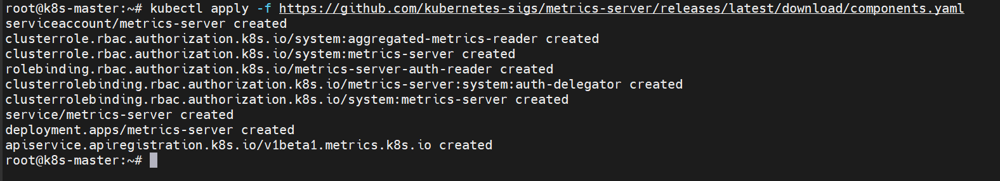 root@k8s-master:~# kubectl apply -f https://github.com/kubernetes-sigs/metrics-server/releases/latest/download/components.yaml
serviceaccount/metrics-server created
clusterrole.rbac.authorization.k8s.io/system:aggregated-metrics-reader created
clusterrole.rbac.authorization.k8s.io/system:metrics-server created
rolebinding.rbac.authorization.k8s.io/metrics-server-auth-reader created
clusterrolebinding.rbac.authorization.k8s.io/metrics-server:system:auth-delegator created
clusterrolebinding.rbac.authorization.k8s.io/system:metrics-server created
service/metrics-server created
deployment.apps/metrics-server created
apiservice.apiregistration.k8s.io/v1beta1.metrics.k8s.io created
root@k8s-master:~#